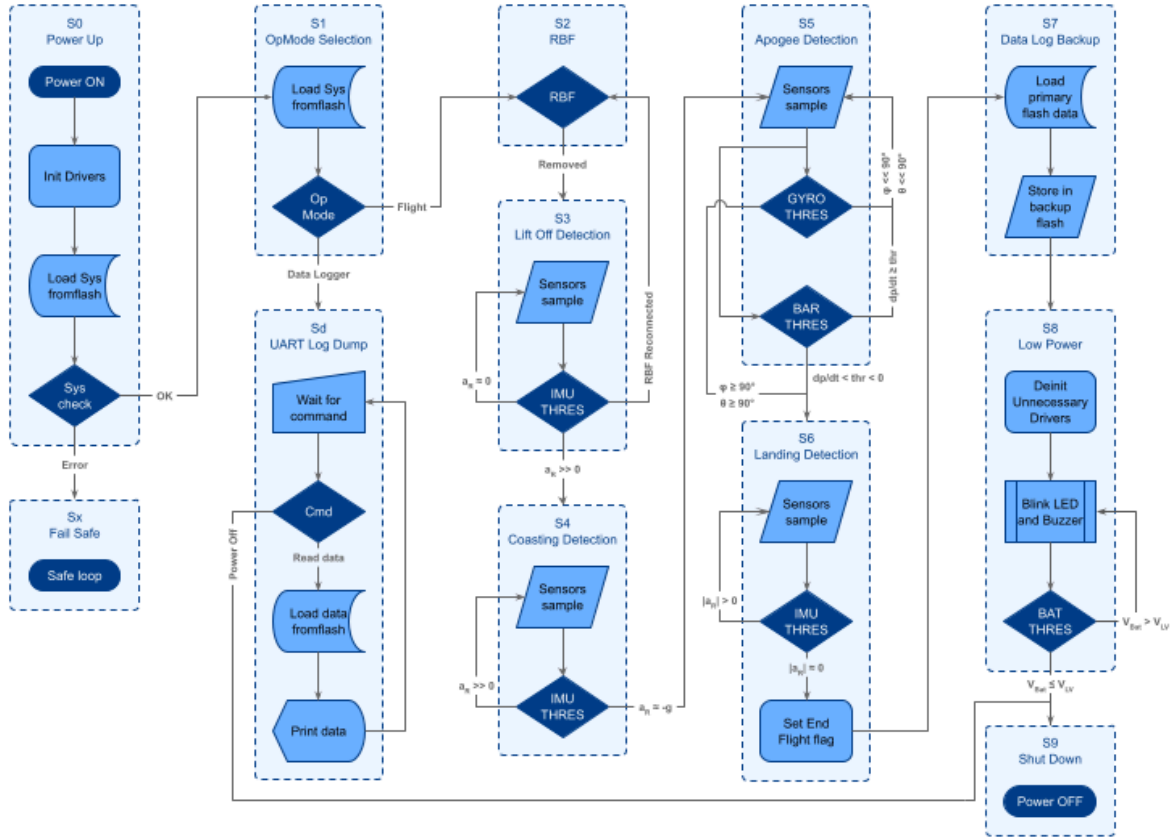 S0
Power Up
Power ON
Init Drivers
Load Sys
fromflash
Sys
check
OK
Error
Sx
Fail Safe
Safe loop
S1
OpMode Selection
Load Sys
fromflash
Op
Mode
Flight
Data Logger
Sd
UART Log Dump
Wait for
command
Cmd
Power Off
Read data
Load data
fromflash
Print data
S2
RBF
RBF
Removed
RBF Reconnected
S3
Lift Off Detection
Sensors
sample
a_R ≈ 0
IMU
THRES
a_R >> 0
S4
Coasting Detection
Sensors
sample
a_R >> 0
IMU
THRES
a_R ≈ -g
S5
Apogee Detection
Sensors
sample
φ << 90°
θ << 90°
GYRO
THRES
dp/dt ≥ thr
BAR
THRES
dp/dt < thr < 0
φ ≥ 90°
θ ≥ 90°
S6
Landing Detection
Sensors
sample
|a_R| > 0
IMU
THRES
|a_R| ≈ 0
Set End
Flight flag
S7
Data Log Backup
Load
primary
flash data
Store in
backup
flash
S8
Low Power
Deinit
Unnecessary
Drivers
Blink LED
and Buzzer
BAT
THRES
V_Bat > V_LV
V_Bat ≤ V_LV
S9
Shut Down
Power OFF